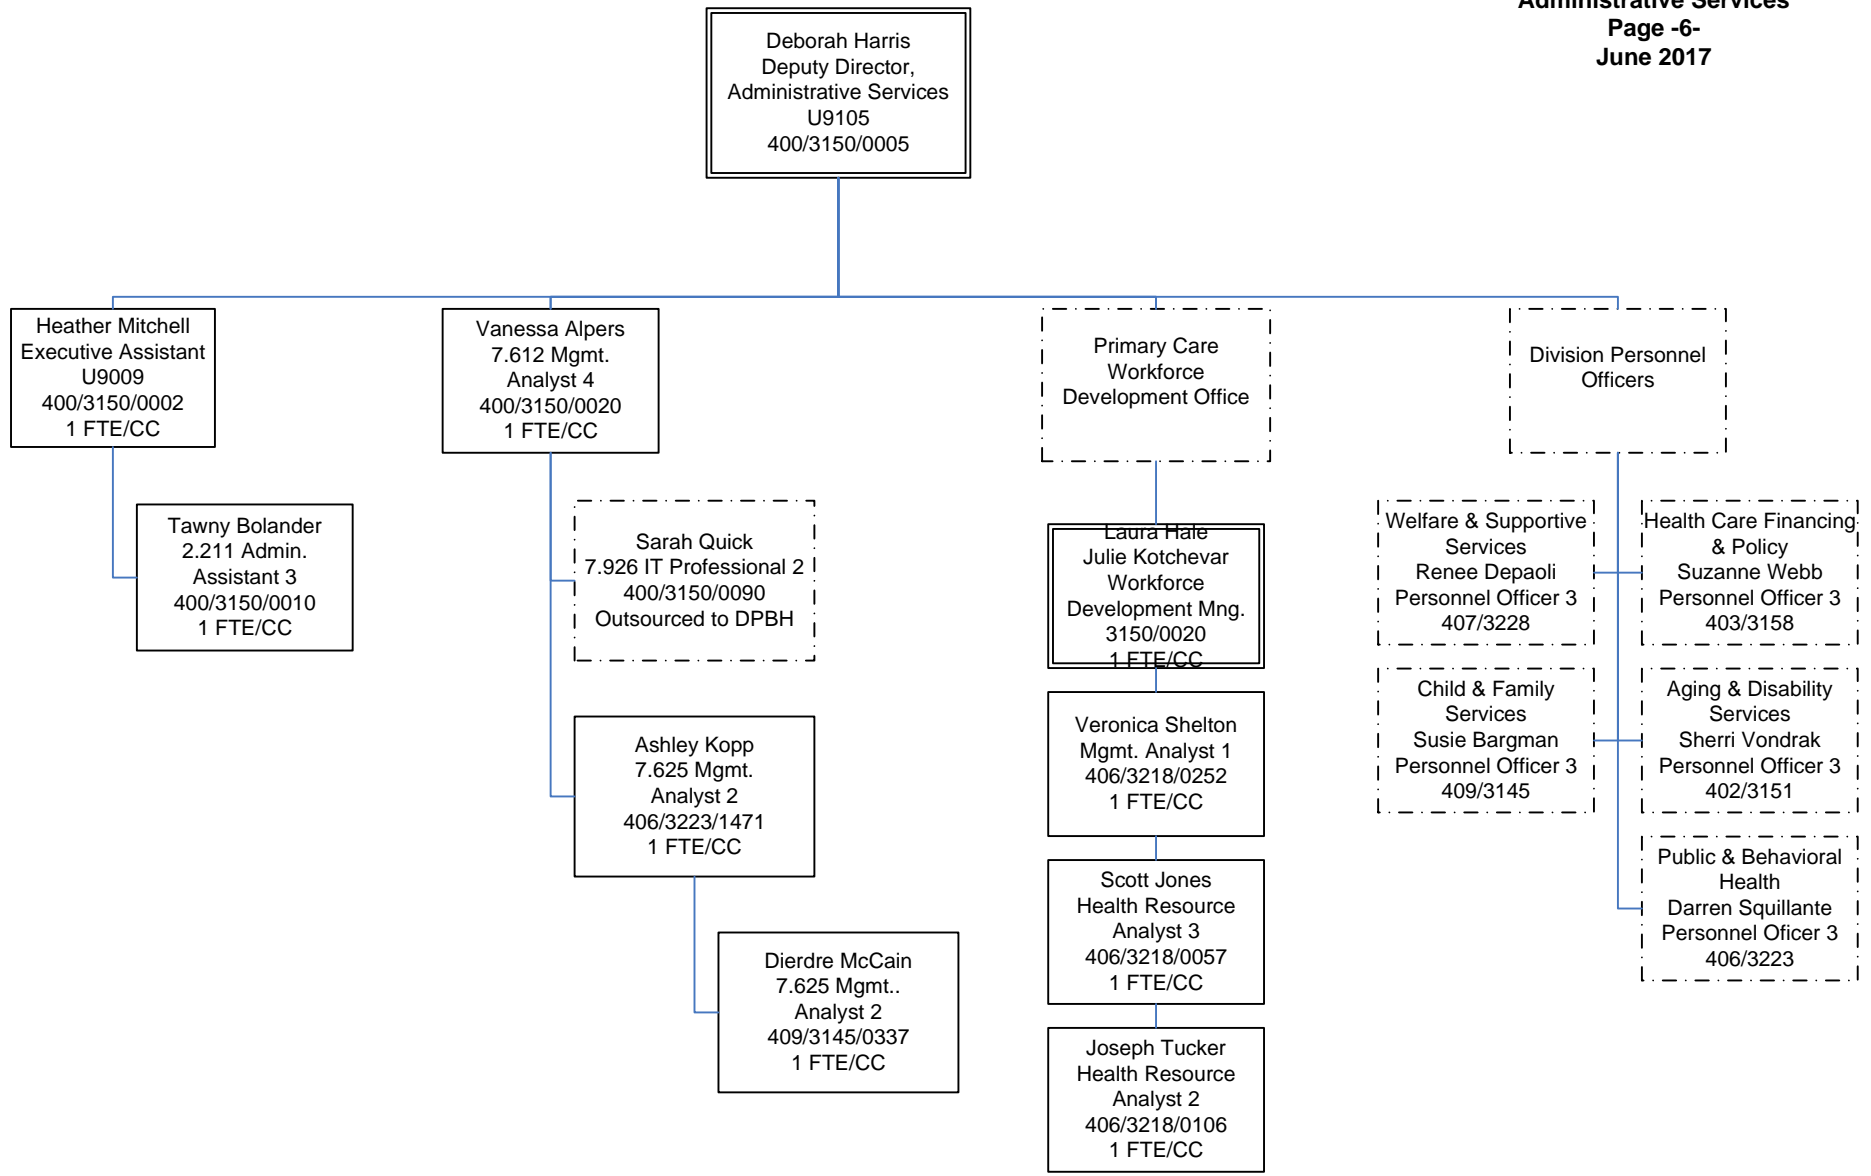 Administrative Services
Page -6-
June 2017
Deborah Harris
Deputy Director,
Administrative Services
U9105
400/3150/0005
Heather Mitchell
Executive Assistant
U9009
400/3150/0002
1 FTE/CC
Tawny Bolander
2.211 Admin.
Assistant 3
400/3150/0010
1 FTE/CC
Vanessa Alpers
7.612 Mgmt.
Analyst 4
400/3150/0020
1 FTE/CC
Sarah Quick
7.926 IT Professional 2
400/3150/0090
Outsourced to DPBH
Ashley Kopp
7.625 Mgmt.
Analyst 2
406/3223/1471
1 FTE/CC
Dierdre McCain
7.625 Mgmt..
Analyst 2
409/3145/0337
1 FTE/CC
Primary Care
Workforce
Development Office
Laura Hale
Julie Kotchevar
Workforce
Development Mng.
3150/0020
1 FTE/CC
Veronica Shelton
Mgmt. Analyst 1
406/3218/0252
1 FTE/CC
Scott Jones
Health Resource
Analyst 3
406/3218/0057
1 FTE/CC
Joseph Tucker
Health Resource
Analyst 2
406/3218/0106
1 FTE/CC
Division Personnel
Officers
Welfare & Supportive
Services
Renee Depaoli
Personnel Officer 3
407/3228
Health Care Financing
& Policy
Suzanne Webb
Personnel Officer 3
403/3158
Child & Family
Services
Susie Bargman
Personnel Officer 3
409/3145
Aging & Disability
Services
Sherri Vondrak
Personnel Officer 3
402/3151
Public & Behavioral
Health
Darren Squillante
Personnel Oficer 3
406/3223